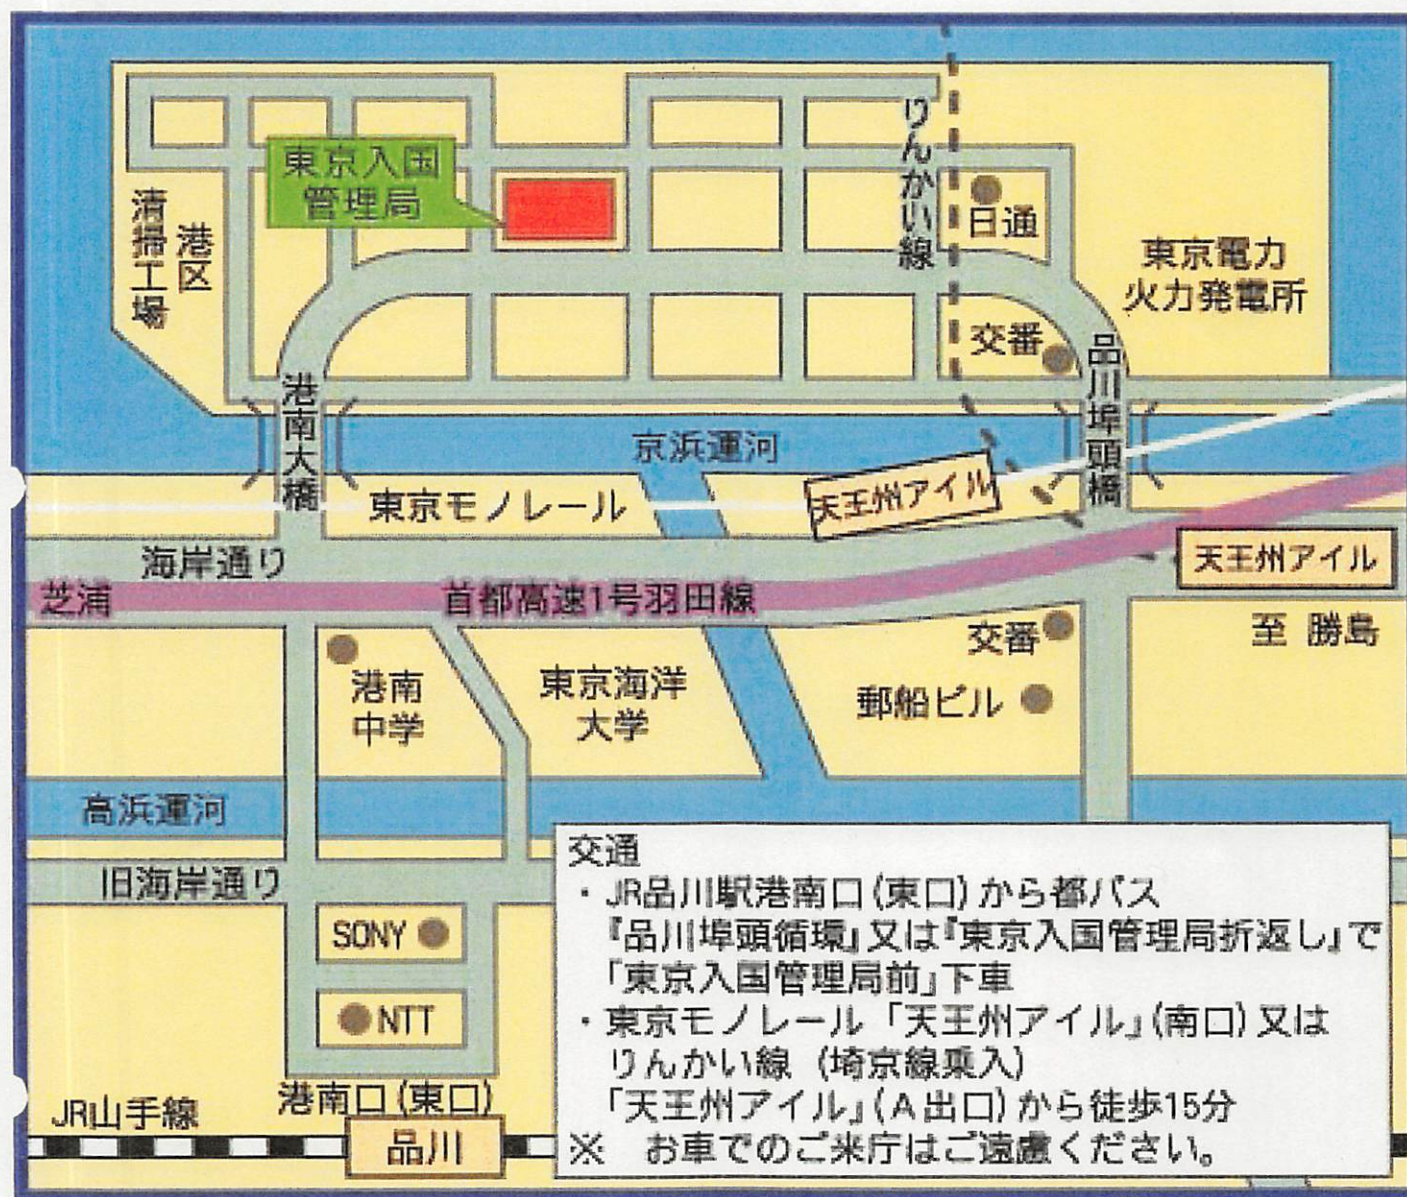 東京入国
管理局
りんかい線
日通
港区
清掃工場
東京電力
火力発電所
交番
品川埠頭橋
港南大橋
京浜運河
東京モノレール
天王州アイル
海岸通り
芝浦
首都高速1号羽田線
天王州アイル
至 勝島
交番
港南
中学
東京海洋
大学
郵船ビル
高浜運河
旧海岸通り
SONY
NTT
港南口(東口)
JR山手線
品川
交通
・JR品川駅港南口(東口)から都バス
『品川埠頭循環』又は『東京入国管理局折返し』で
「東京入国管理局前」下車
・東京モノレール「天王州アイル」(南口)又は
りんかい線(埼京線乗入)
「天王州アイル」(A出口)から徒歩15分
※ お車でのご来庁はご遠慮ください。